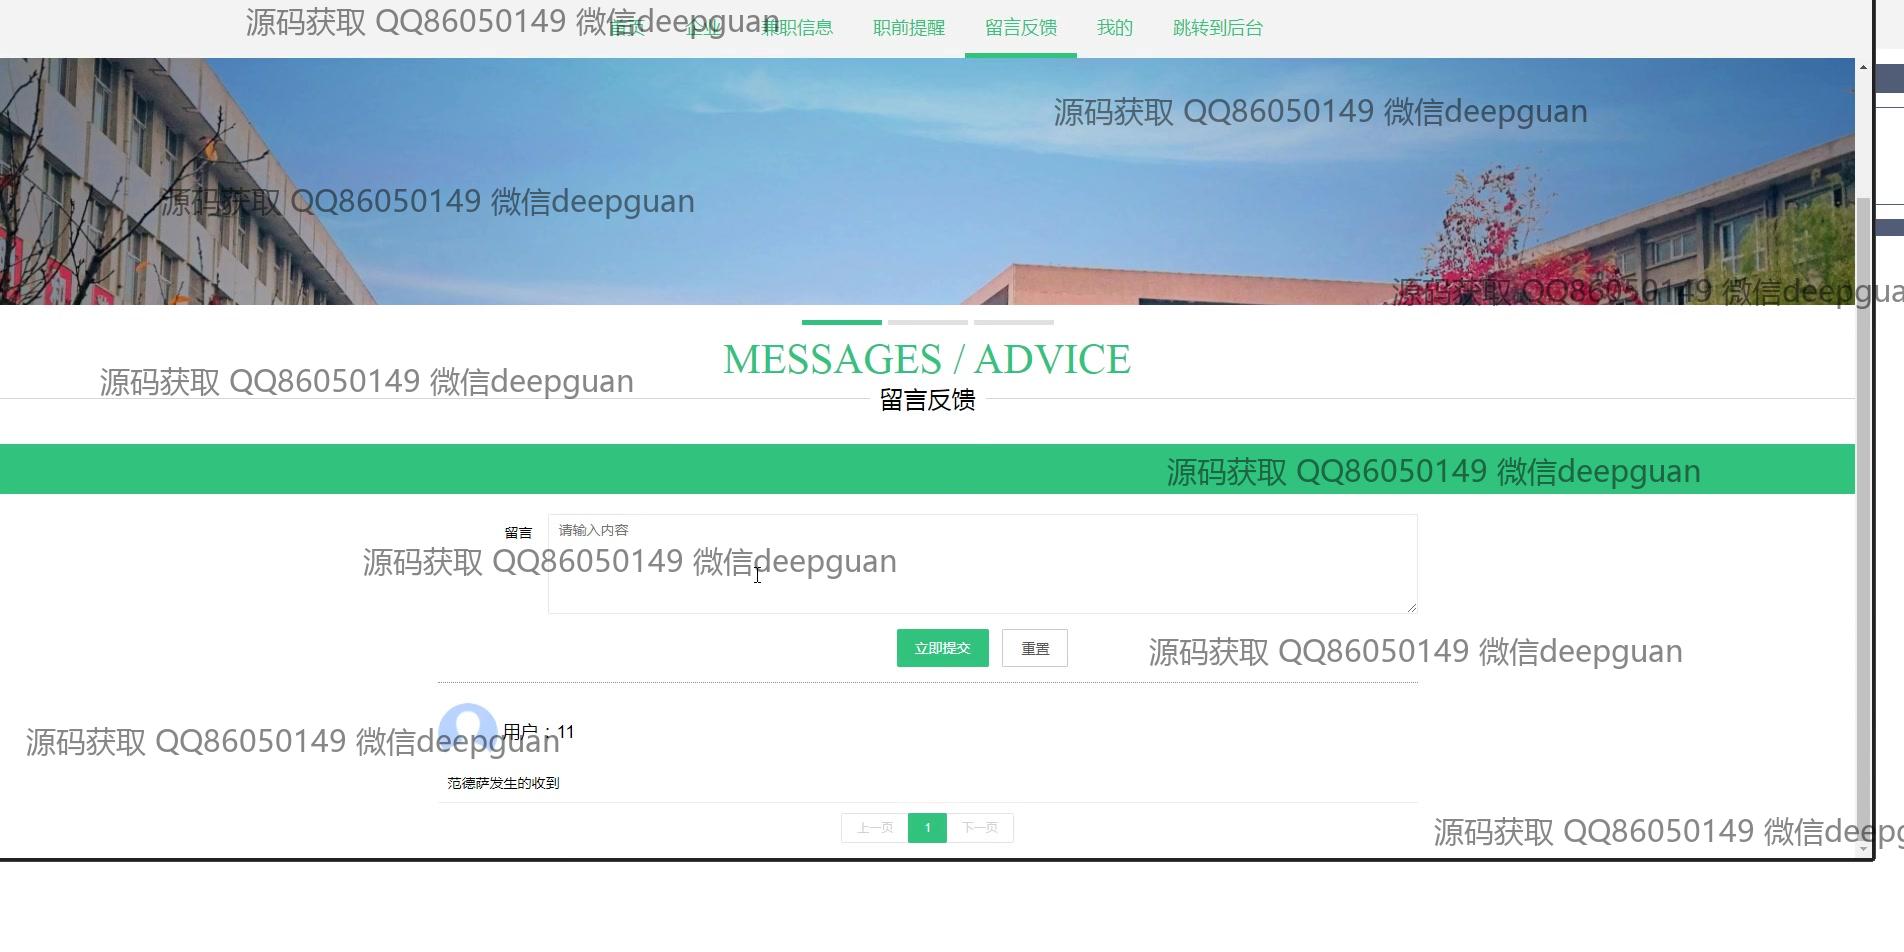 源码获取 QQ86050149 微信deepguan
首页 企业 兼职信息 职前提醒 留言反馈 我的 跳转到后台
源码获取 QQ86050149 微信deepguan
源码获取 QQ86050149 微信deepguan
源码获取 QQ86050149 微信deepgua
MESSAGES / ADVICE
源码获取 QQ86050149 微信deepguan
留言反馈
源码获取 QQ86050149 微信deepguan
留言 请输入内容
源码获取 QQ86050149 微信deepguan
立即提交 重置
源码获取 QQ86050149 微信deepguan
用户：11
源码获取 QQ86050149 微信deepguan
范德萨发生的收到
上一页 1 下一页
源码获取 QQ86050149 微信deepg